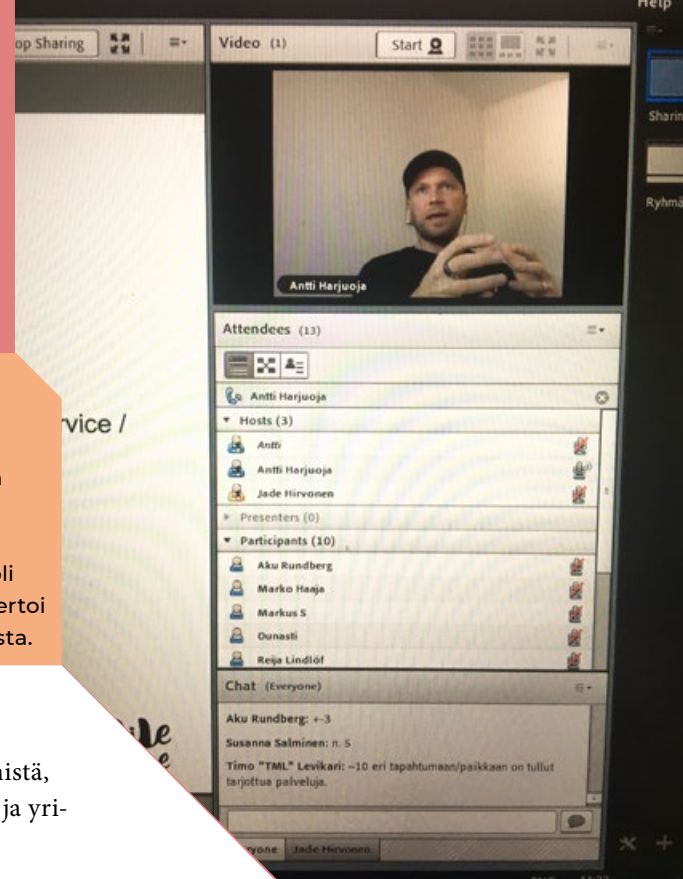 Help
op Sharing
Video (1)
Start
Sharin
Ryhmä
Antti Harjuoja
Attendees (13)
Antti Harjuoja
Hosts (3)
Antti
Antti Harjuoja
Jade Hirvonen
Presenters (0)
Participants (10)
Aku Rundberg
Marko Haaja
Markus S
Ounasti
Reija Lindlöf
Chat (Everyone)
Aku Rundberg: +-3
Susanna Salminen: n. 5
Timo "TML" Levikari: ~10 eri tapahtumaan/paikkaan on tullut
tarjottua palveluja.
yone
Jade Hirvonen
rvice /
oli
ertoi
sta.
nistä,
ja yri-